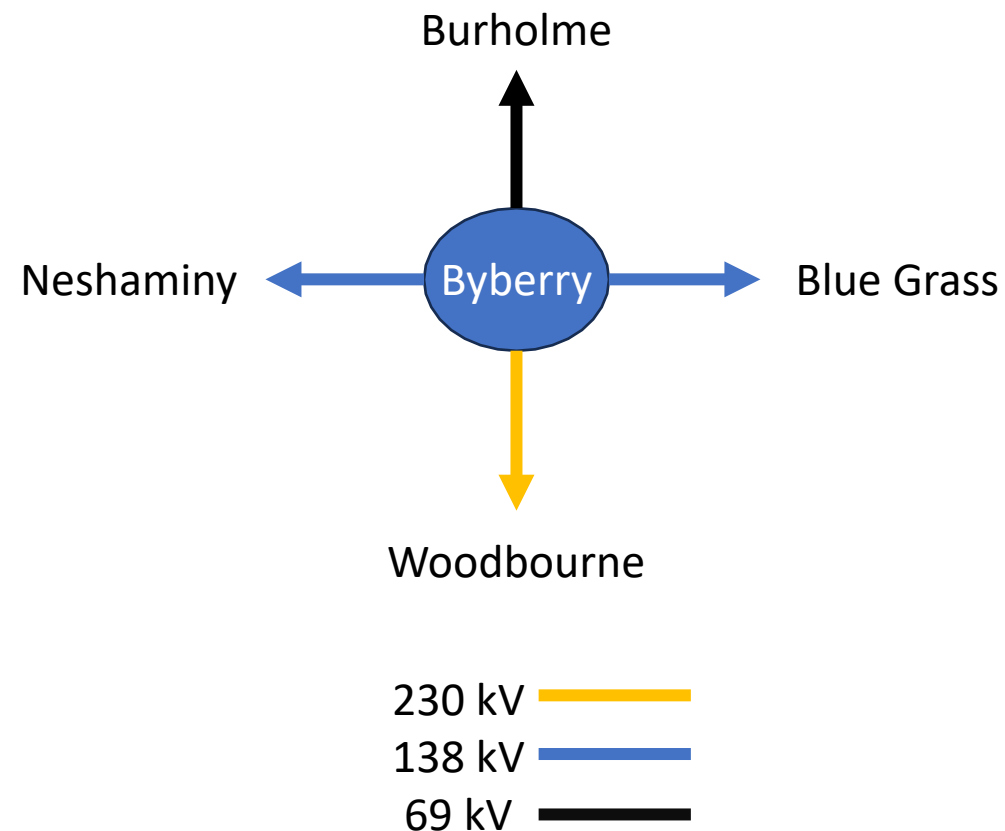 Burholme
Neshaminy
Byberry
Blue Grass
Woodbourne
230 kV
138 kV
69 kV